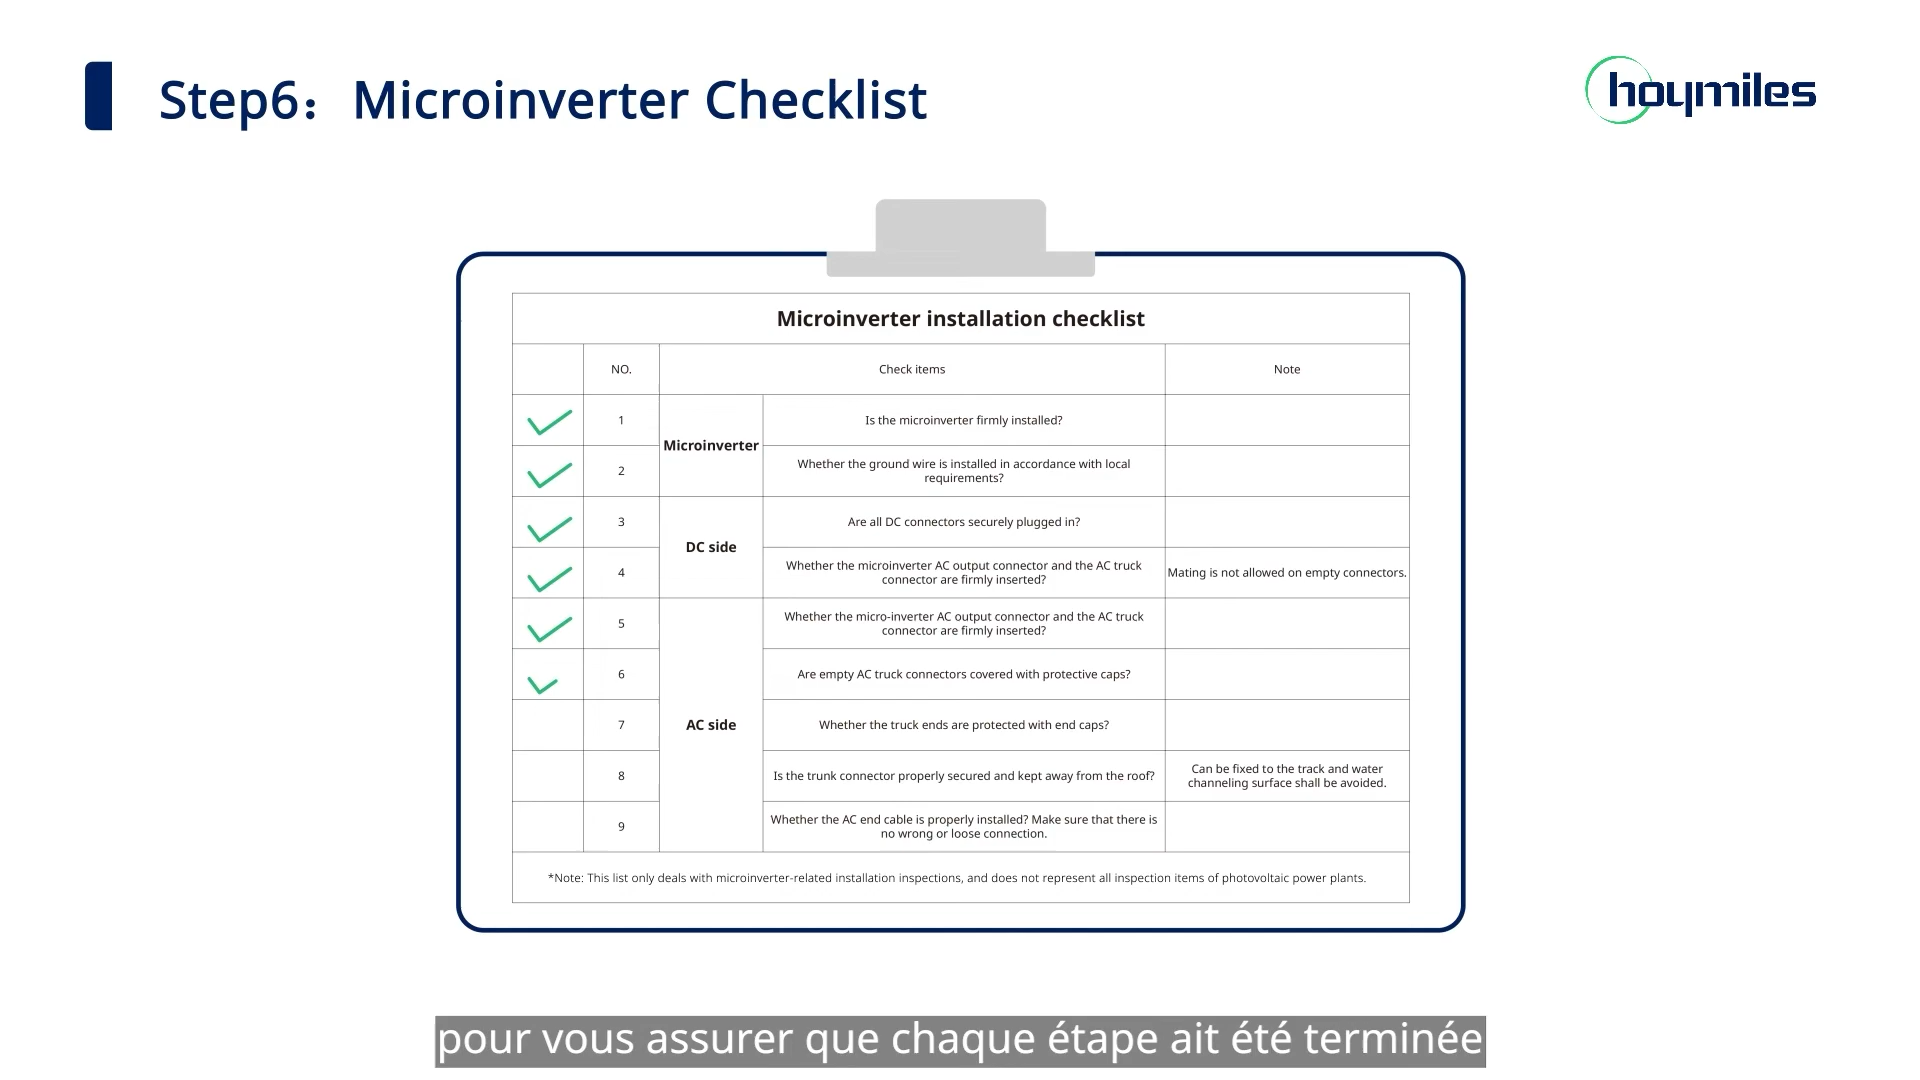 Step6：Microinverter Checklist
hoymiles
Microinverter installation checklist
NO.
Check items
Note
1
Microinverter
Is the microinverter firmly installed?
2
Whether the ground wire is installed in accordance with local
requirements?
3
DC side
Are all DC connectors securely plugged in?
4
Whether the microinverter AC output connector and the AC truck
connector are firmly inserted?
Mating is not allowed on empty connectors.
5
AC side
Whether the micro-inverter AC output connector and the AC truck
connector are firmly inserted?
6
Are empty AC truck connectors covered with protective caps?
7
Whether the truck ends are protected with end caps?
8
Is the trunk connector properly secured and kept away from the roof?
Can be fixed to the track and water
channeling surface shall be avoided.
9
Whether the AC end cable is properly installed? Make sure that there is
no wrong or loose connection.
*Note: This list only deals with microinverter-related installation inspections, and does not represent all inspection items of photovoltaic power plants.
pour vous assurer que chaque étape ait été terminée